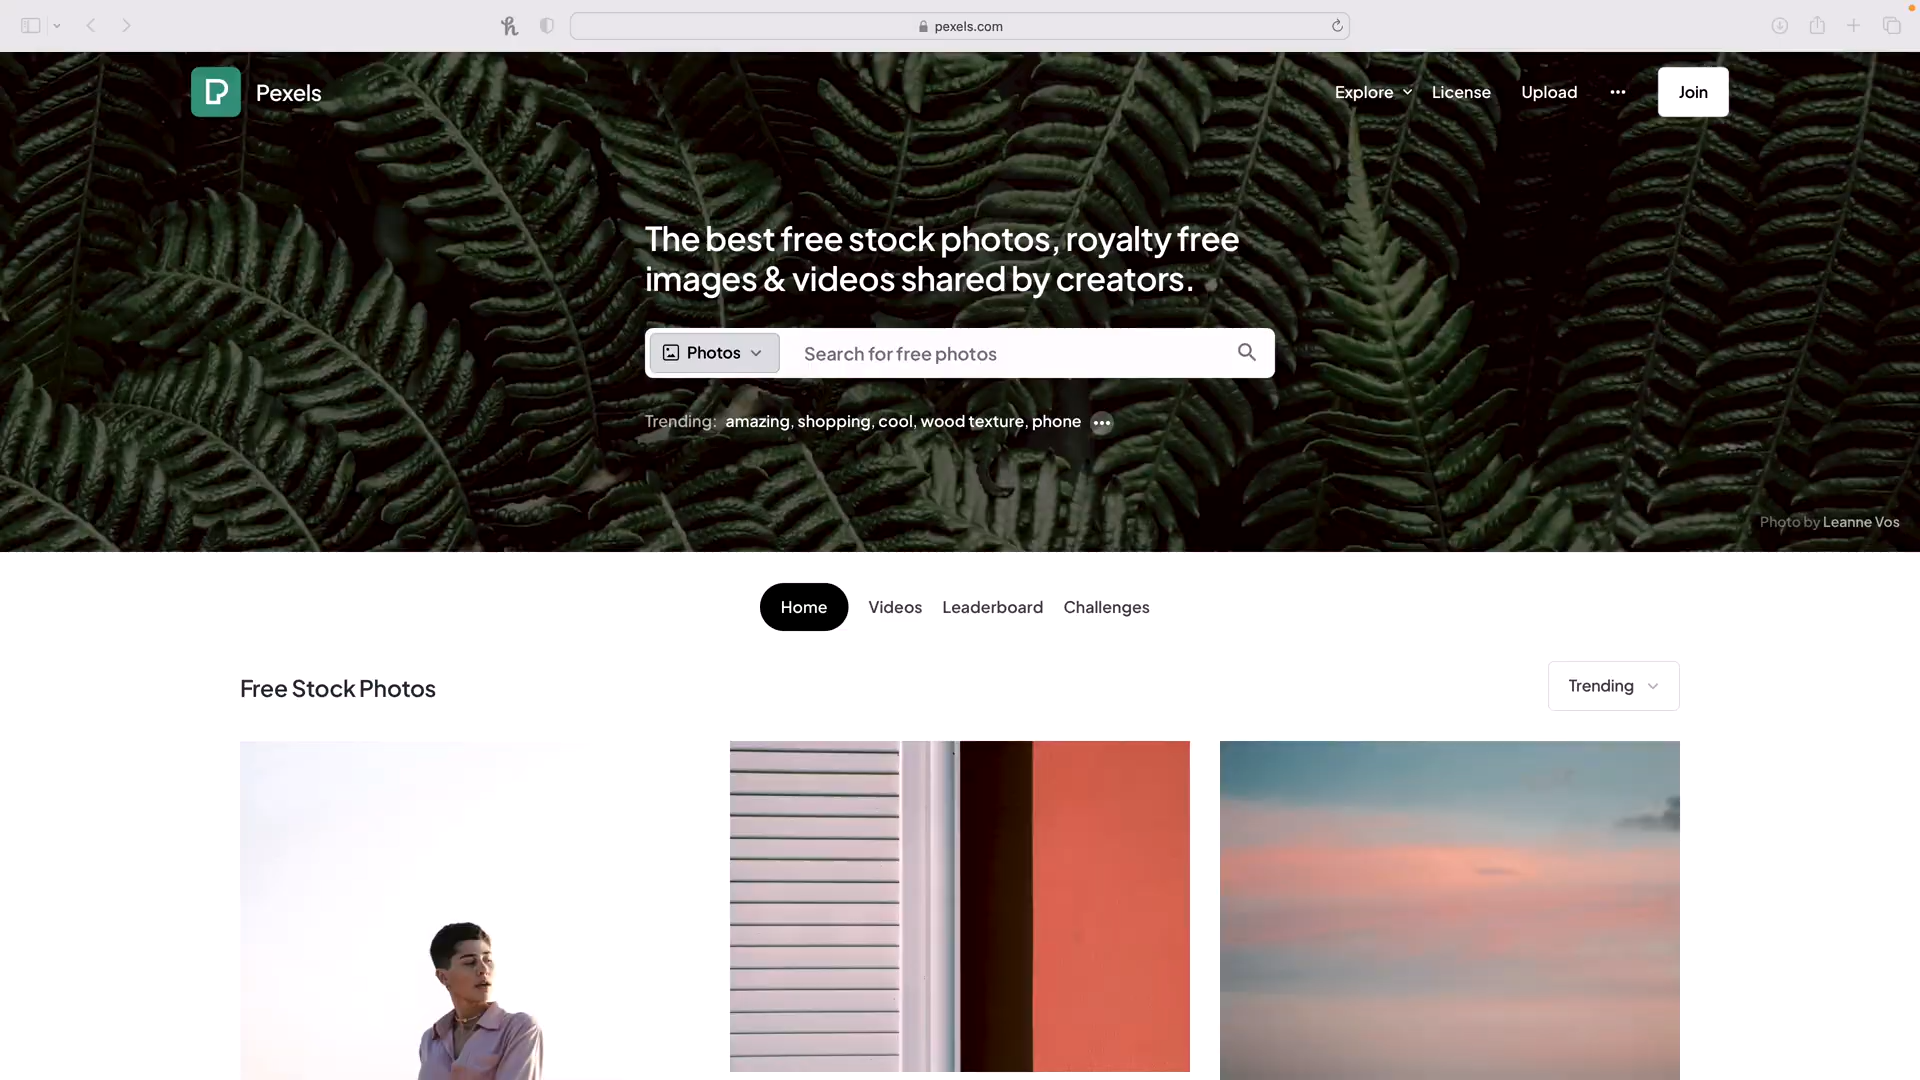 pexels.com
Pexels
Explore
License
Upload
Join
The best free stock photos, royalty free
images & videos shared by creators.
Photos
Search for free photos
Trending: amazing, shopping, cool, wood texture, phone
Photo by Leanne Vos
Home
Videos
Leaderboard
Challenges
Free Stock Photos
Trending